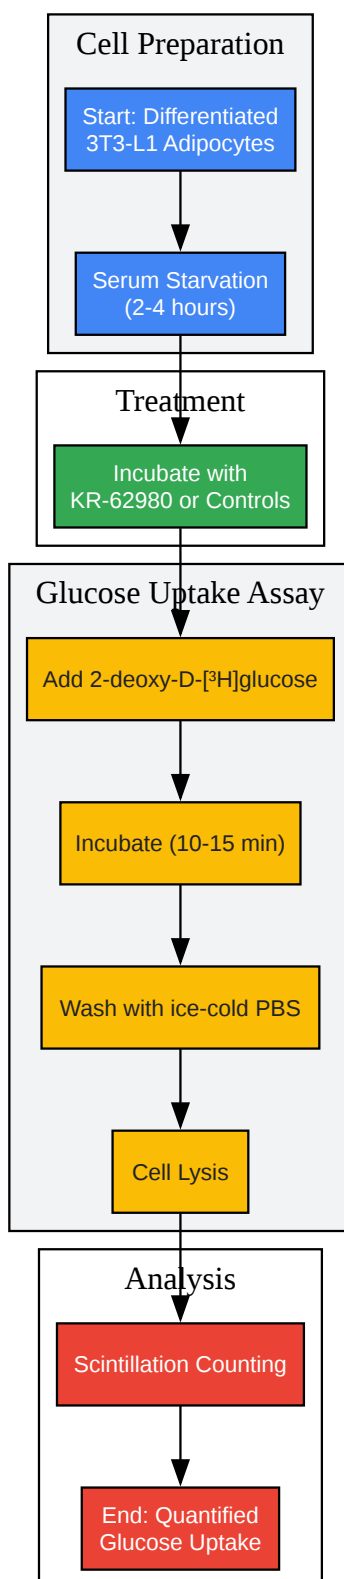 Cell Preparation
Start: Differentiated
3T3-L1 Adipocytes
Serum Starvation
(2-4 hours)
Treatment
Incubate with
KR-62980 or Controls
Glucose Uptake Assay
Add 2-deoxy-D-[³H]glucose
Incubate (10-15 min)
Wash with ice-cold PBS
Cell Lysis
Analysis
Scintillation Counting
End: Quantified
Glucose Uptake